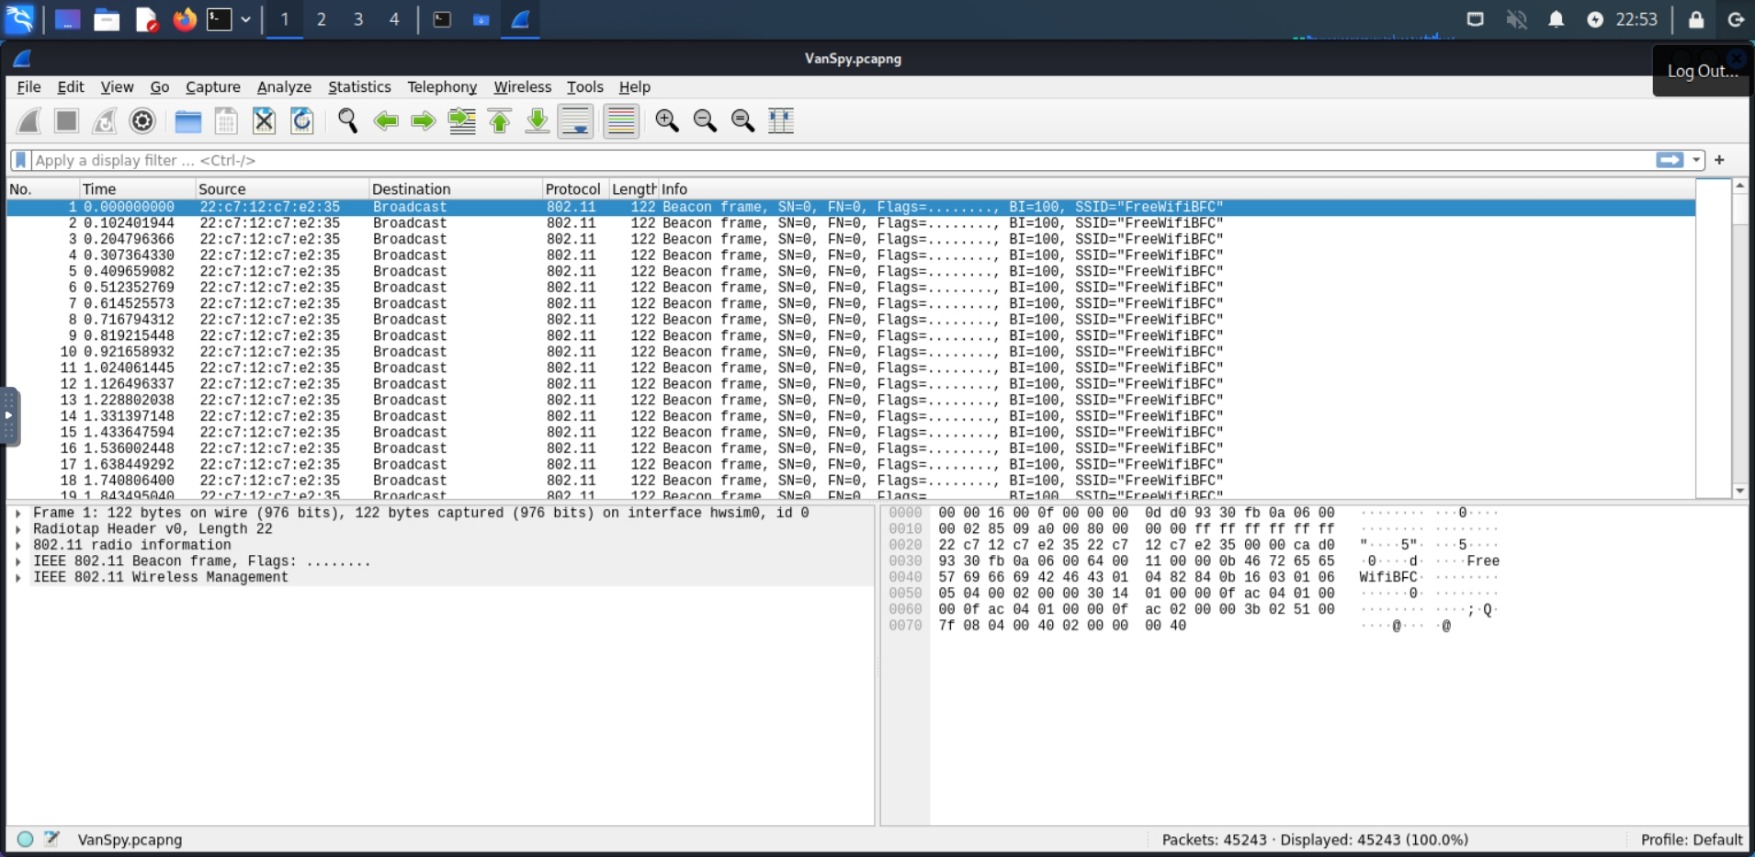 1 2 3 4 22:53
VanSpy.pcapng
Log Out...
File Edit View Go Capture Analyze Statistics Telephony Wireless Tools Help
Apply a display filter ... <Ctrl-/>
No. Time Source Destination Protocol Length Info
1 0.000000000 22:c7:12:c7:e2:35 Broadcast 802.11 122 Beacon frame, SN=0, FN=0, Flags=........, BI=100, SSID="FreeWifiBFC"
2 0.102401944 22:c7:12:c7:e2:35 Broadcast 802.11 122 Beacon frame, SN=0, FN=0, Flags=........, BI=100, SSID="FreeWifiBFC"
3 0.204796366 22:c7:12:c7:e2:35 Broadcast 802.11 122 Beacon frame, SN=0, FN=0, Flags=........, BI=100, SSID="FreeWifiBFC"
4 0.307364330 22:c7:12:c7:e2:35 Broadcast 802.11 122 Beacon frame, SN=0, FN=0, Flags=........, BI=100, SSID="FreeWifiBFC"
5 0.409659082 22:c7:12:c7:e2:35 Broadcast 802.11 122 Beacon frame, SN=0, FN=0, Flags=........, BI=100, SSID="FreeWifiBFC"
6 0.512352769 22:c7:12:c7:e2:35 Broadcast 802.11 122 Beacon frame, SN=0, FN=0, Flags=........, BI=100, SSID="FreeWifiBFC"
7 0.614525573 22:c7:12:c7:e2:35 Broadcast 802.11 122 Beacon frame, SN=0, FN=0, Flags=........, BI=100, SSID="FreeWifiBFC"
8 0.716794312 22:c7:12:c7:e2:35 Broadcast 802.11 122 Beacon frame, SN=0, FN=0, Flags=........, BI=100, SSID="FreeWifiBFC"
9 0.819215448 22:c7:12:c7:e2:35 Broadcast 802.11 122 Beacon frame, SN=0, FN=0, Flags=........, BI=100, SSID="FreeWifiBFC"
10 0.921658932 22:c7:12:c7:e2:35 Broadcast 802.11 122 Beacon frame, SN=0, FN=0, Flags=........, BI=100, SSID="FreeWifiBFC"
11 1.024061445 22:c7:12:c7:e2:35 Broadcast 802.11 122 Beacon frame, SN=0, FN=0, Flags=........, BI=100, SSID="FreeWifiBFC"
12 1.126496337 22:c7:12:c7:e2:35 Broadcast 802.11 122 Beacon frame, SN=0, FN=0, Flags=........, BI=100, SSID="FreeWifiBFC"
13 1.228802038 22:c7:12:c7:e2:35 Broadcast 802.11 122 Beacon frame, SN=0, FN=0, Flags=........, BI=100, SSID="FreeWifiBFC"
14 1.331397148 22:c7:12:c7:e2:35 Broadcast 802.11 122 Beacon frame, SN=0, FN=0, Flags=........, BI=100, SSID="FreeWifiBFC"
15 1.433647594 22:c7:12:c7:e2:35 Broadcast 802.11 122 Beacon frame, SN=0, FN=0, Flags=........, BI=100, SSID="FreeWifiBFC"
16 1.536002448 22:c7:12:c7:e2:35 Broadcast 802.11 122 Beacon frame, SN=0, FN=0, Flags=........, BI=100, SSID="FreeWifiBFC"
17 1.638449292 22:c7:12:c7:e2:35 Broadcast 802.11 122 Beacon frame, SN=0, FN=0, Flags=........, BI=100, SSID="FreeWifiBFC"
18 1.740806400 22:c7:12:c7:e2:35 Broadcast 802.11 122 Beacon frame, SN=0, FN=0, Flags=........, BI=100, SSID="FreeWifiBFC"
19 1.843495040 22:c7:12:c7:e2:35 Broadcast 802.11 122 Beacon frame, SN=0, FN=0, Flags= BI=100, SSID="FreeWifiBFC"
Frame 1: 122 bytes on wire (976 bits), 122 bytes captured (976 bits) on interface hwsim0, id 0
Radiotap Header v0, Length 22
802.11 radio information
IEEE 802.11 Beacon frame, Flags: ........
IEEE 802.11 Wireless Management
0000 00 00 16 00 0f 00 00 00 0d d0 93 30 fb 0a 06 00 ········ ···0····
0010 00 02 85 09 a0 00 80 00 00 00 ff ff ff ff ff ff ········ ········
0020 22 c7 12 c7 e2 35 22 c7 12 c7 e2 35 00 00 ca d0 "····5"· ···5····
0030 93 30 fb 0a 06 00 64 00 11 00 00 0b 46 72 65 65 ·0····d· ····Free
0040 57 69 66 69 42 46 43 01 04 82 84 0b 16 03 01 06 WifiBFC· ········
0050 05 04 00 02 00 00 30 14 01 00 00 0f ac 04 01 00 ······0· ········
0060 00 0f ac 04 01 00 00 0f ac 02 00 00 3b 02 51 00 ········ ····;·Q·
0070 7f 08 04 00 40 02 00 00 00 40 ····@··· ·@
VanSpy.pcapng
Packets: 45243 · Displayed: 45243 (100.0%)
Profile: Default